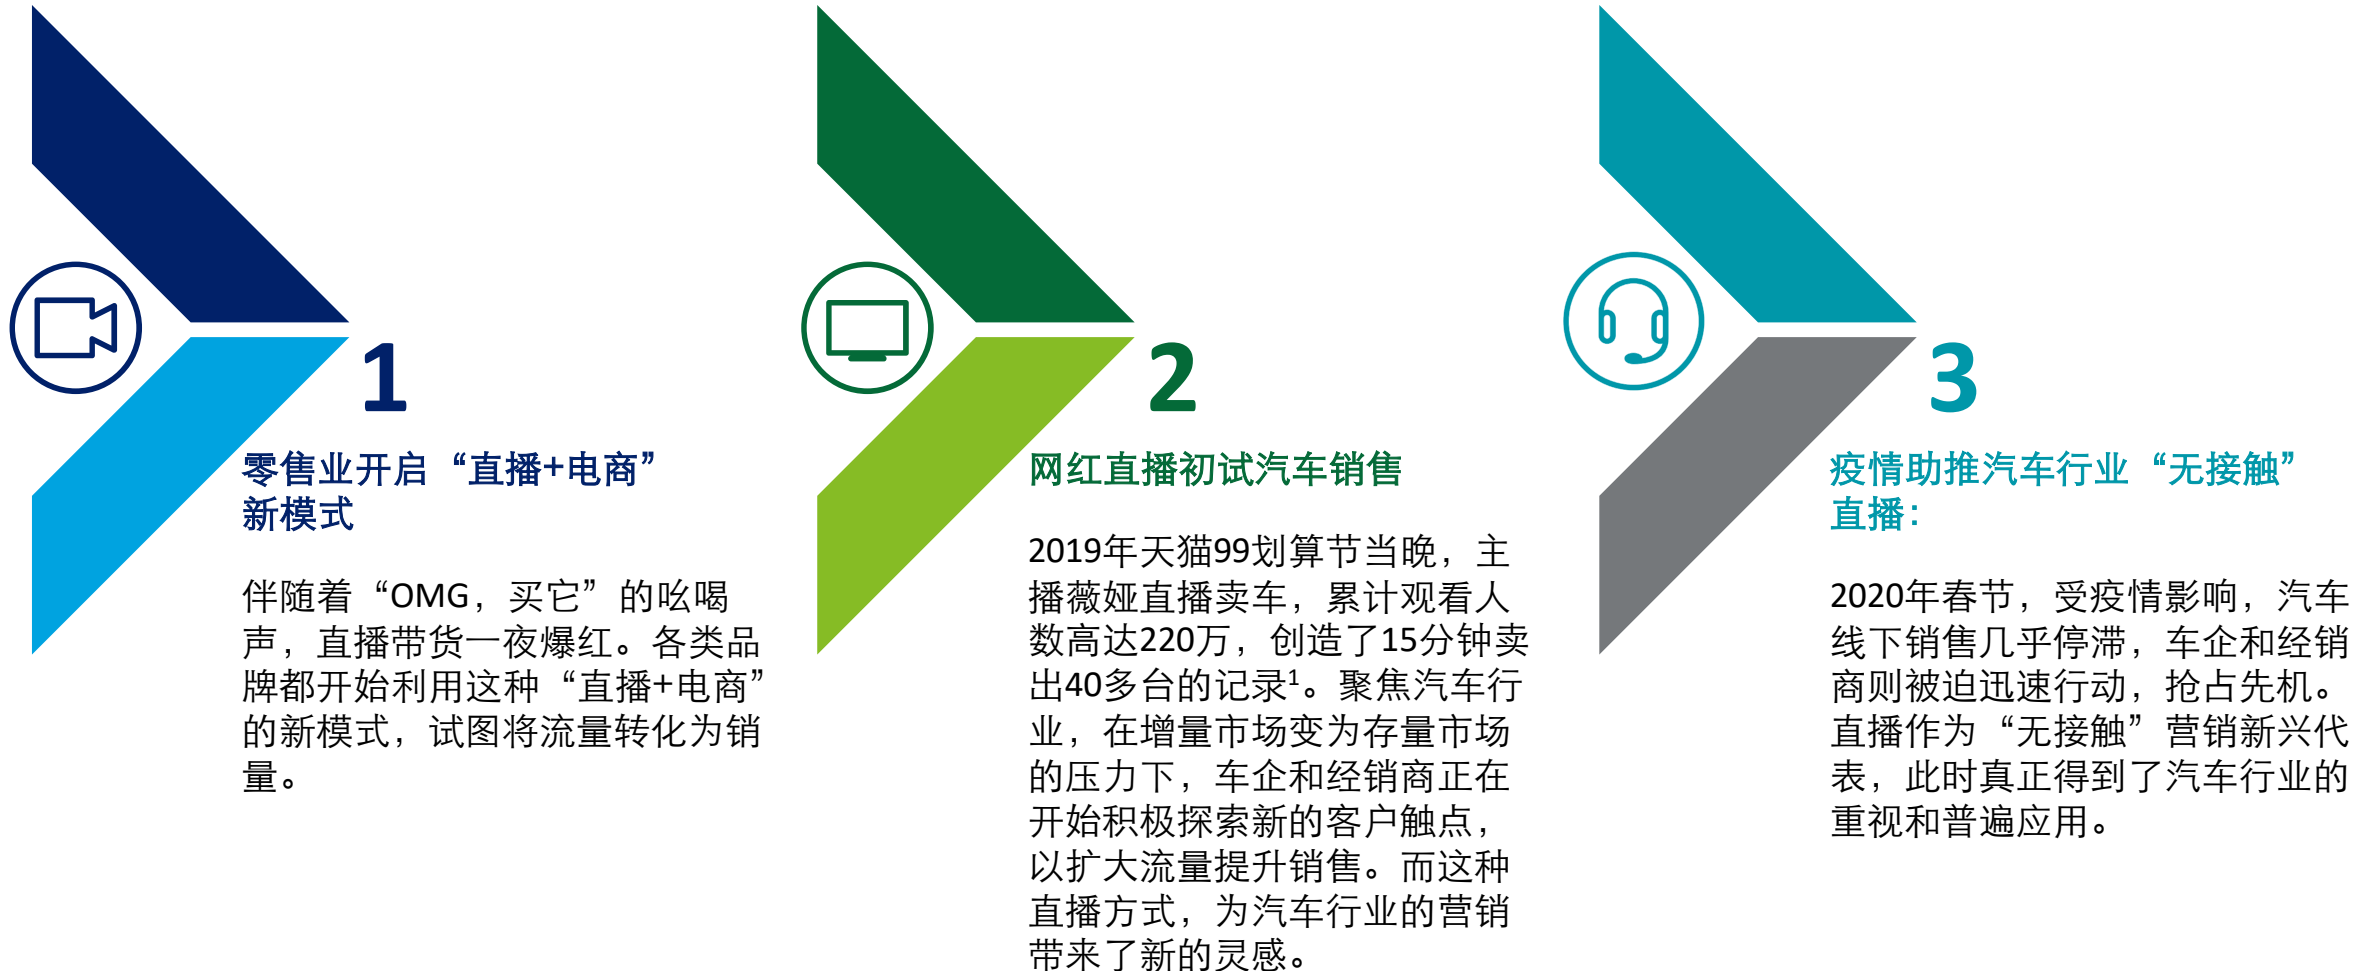 1
零售业开启“直播+电商”
新模式
伴随着“OMG，买它”的吆喝
声，直播带货一夜爆红。各类品
牌都开始利用这种“直播+电商”
的新模式，试图将流量转化为销
量。
2
网红直播初试汽车销售
2019年天猫99划算节当晚，主
播薇娅直播卖车，累计观看人
数高达220万，创造了15分钟卖
出40多台的记录¹。聚焦汽车行
业，在增量市场变为存量市场
的压力下，车企和经销商正在
开始积极探索新的客户触点，
以扩大流量提升销售。而这种
直播方式，为汽车行业的营销
带来了新的灵感。
3
疫情助推汽车行业“无接触”
直播：
2020年春节，受疫情影响，汽车
线下销售几乎停滞，车企和经销
商则被迫迅速行动，抢占先机。
直播作为“无接触”营销新兴代
表，此时真正得到了汽车行业的
重视和普遍应用。